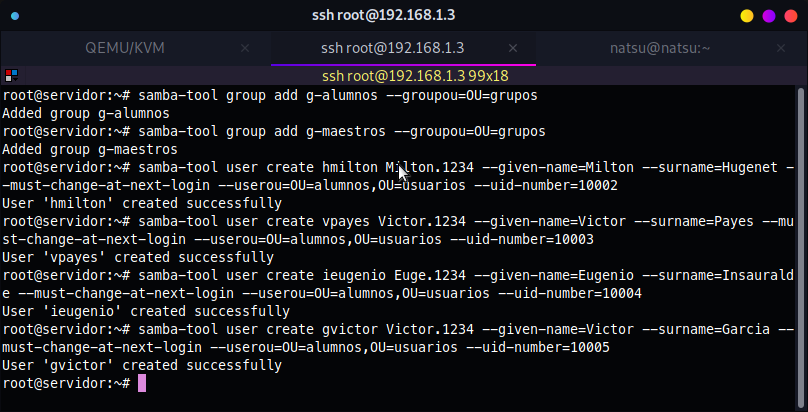 ssh root@192.168.1.3
QEMU/KVM
ssh root@192.168.1.3
natsu@natsu:~
ssh root@192.168.1.3 99x18
root@servidor:~# samba-tool group add g-alumnos --groupou=OU=grupos
Added group g-alumnos
root@servidor:~# samba-tool group add g-maestros --groupou=OU=grupos
Added group g-maestros
root@servidor:~# samba-tool user create hmilton Milton.1234 --given-name=Milton --surname=Hugenet -
-must-change-at-next-login --userou=OU=alumnos,OU=usuarios --uid-number=10002
User 'hmilton' created successfully
root@servidor:~# samba-tool user create vpayes Victor.1234 --given-name=Victor --surname=Payes --mu
st-change-at-next-login --userou=OU=alumnos,OU=usuarios --uid-number=10003
User 'vpayes' created successfully
root@servidor:~# samba-tool user create ieugenio Euge.1234 --given-name=Eugenio --surname=Insaurald
e --must-change-at-next-login --userou=OU=alumnos,OU=usuarios --uid-number=10004
User 'ieugenio' created successfully
root@servidor:~# samba-tool user create gvictor Victor.1234 --given-name=Victor --surname=Garcia --
must-change-at-next-login --userou=OU=alumnos,OU=usuarios --uid-number=10005
User 'gvictor' created successfully
root@servidor:~#